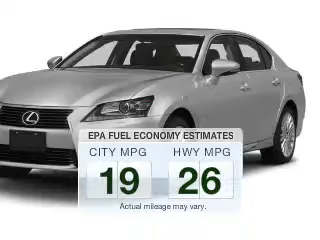 EPA FUEL ECONOMY ESTIMATES
CITY MPG HWY MPG
19 26
Actual mileage may vary.